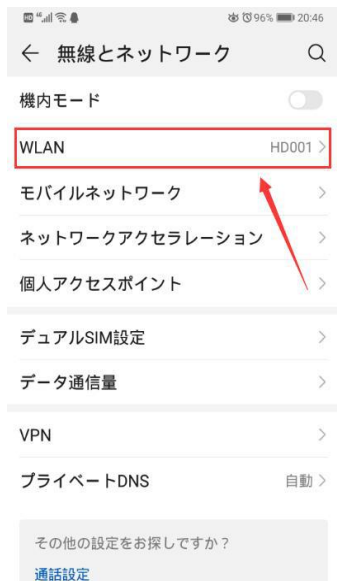 HD 4G 96% 20:46
← 無線とネットワーク
機内モード
WLAN HD001 >
モバイルネットワーク >
ネットワークアクセラレーション >
個人アクセスポイント >
デュアルSIM設定 >
データ通信量 >
VPN >
プライベートDNS 自動 >
その他の設定をお探しですか？
通話設定